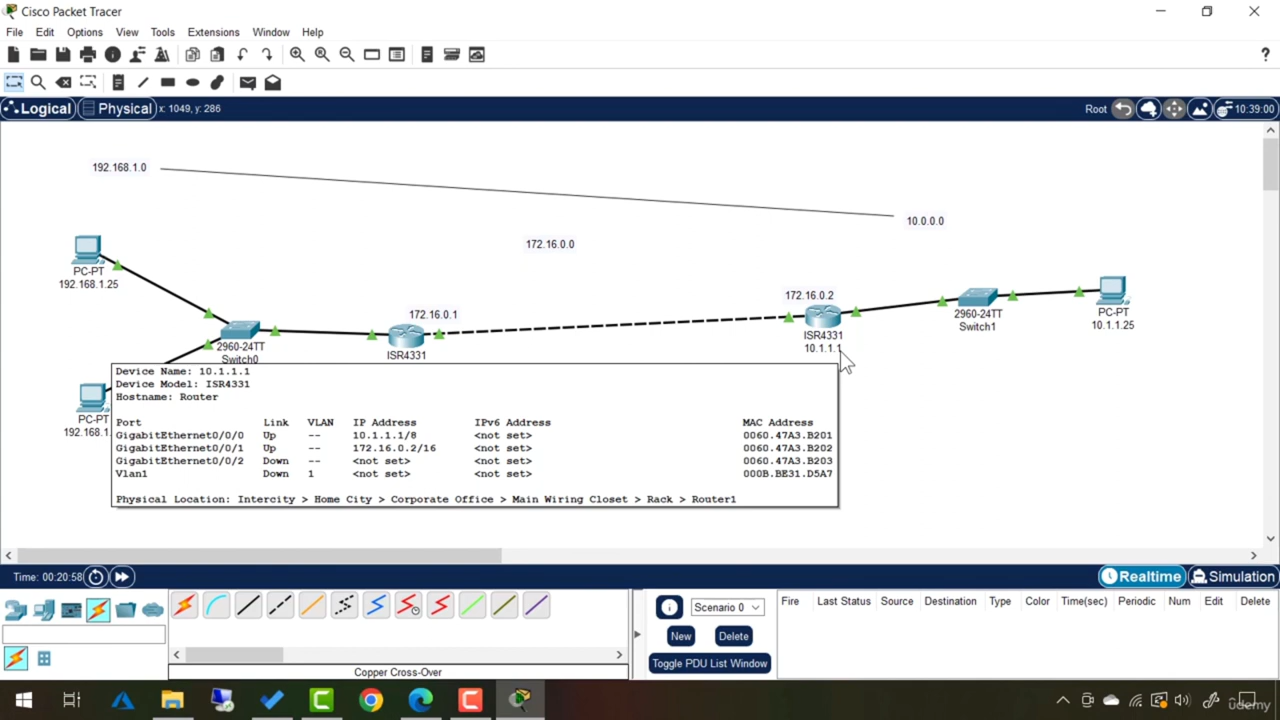 Cisco Packet Tracer
File Edit Options View Tools Extensions Window Help
?
Logical Physical x: 1049, y: 286 Root 10:39:00
192.168.1.0
10.0.0.0
172.16.0.0
PC-PT
192.168.1.25
172.16.0.1
172.16.0.2
2960-24TT
Switch0
ISR4331
ISR4331
10.1.1.1
2960-24TT
Switch1
PC-PT
10.1.1.25
PC-PT
192.168.1.
Device Name: 10.1.1.1
Device Model: ISR4331
Hostname: Router
Port Link VLAN IP Address IPv6 Address MAC Address
GigabitEthernet0/0/0 Up -- 10.1.1.1/8 <not set> 0060.47A3.B201
GigabitEthernet0/0/1 Up -- 172.16.0.2/16 <not set> 0060.47A3.B202
GigabitEthernet0/0/2 Down -- <not set> <not set> 0060.47A3.B203
Vlan1 Down 1 <not set> <not set> 000B.BE31.D5A7
Physical Location: Intercity > Home City > Corporate Office > Main Wiring Closet > Rack > Router1
Time: 00:20:58 Realtime Simulation
Scenario 0
New Delete
Toggle PDU List Window
Fire Last Status Source Destination Type Color Time(sec) Periodic Num Edit Delete
Copper Cross-Over
udemy